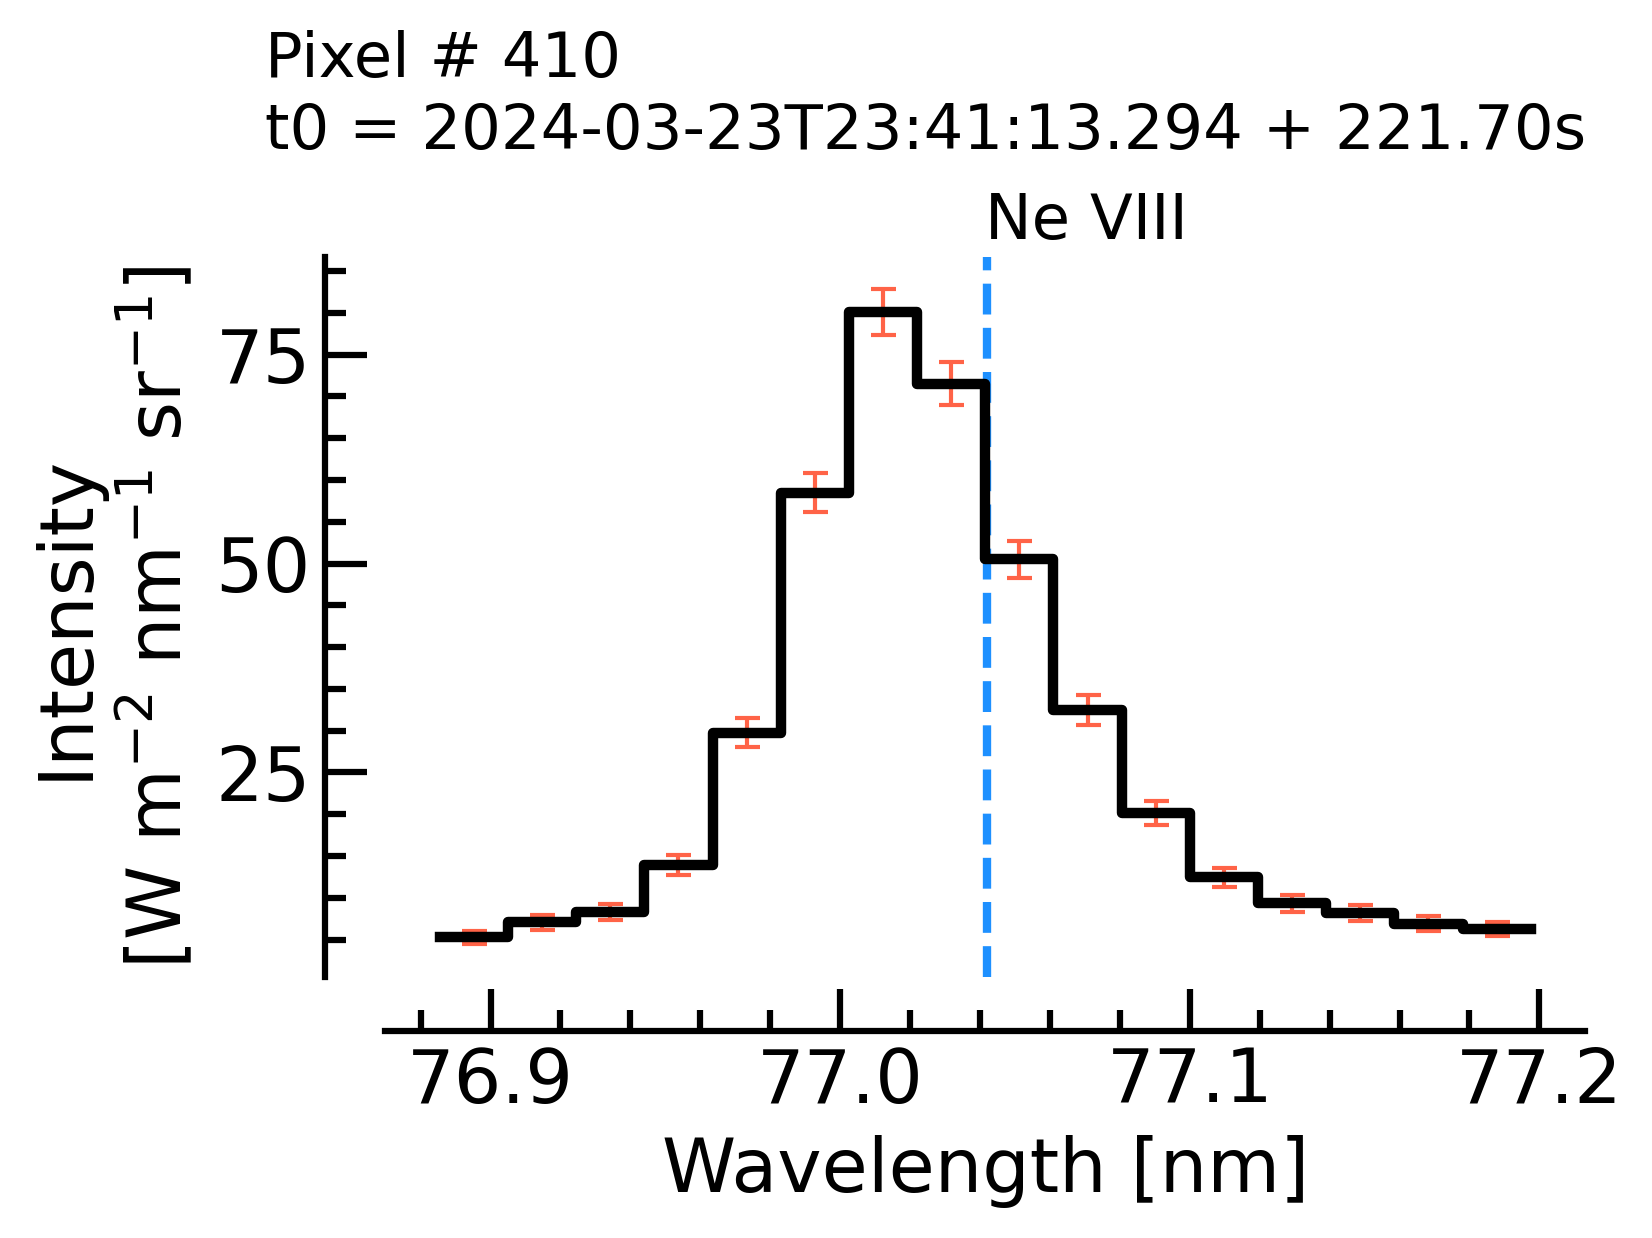 Pixel # 410
t0 = 2024-03-23T23:41:13.294 + 221.70s
Ne VIII
Intensity
[W m⁻² nm⁻¹ sr⁻¹]
75
50
25
76.9 77.0 77.1 77.2
Wavelength [nm]